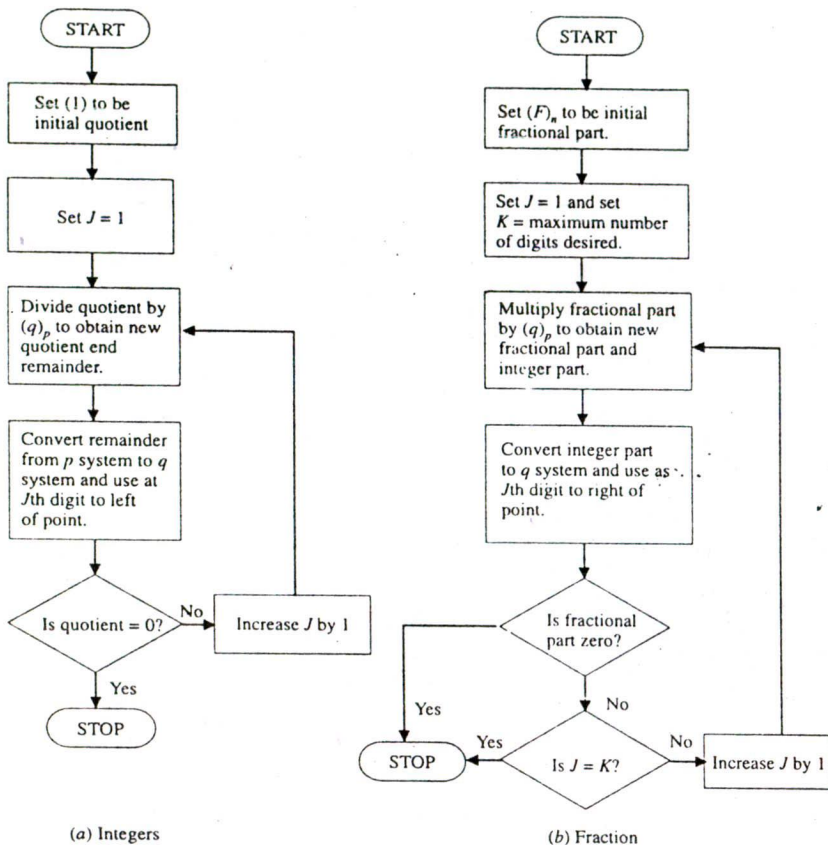 START
Set (1) to be
initial quotient
Set J = 1
Divide quotient by
(q)p to obtain new
quotient end
remainder.
Convert remainder
from p system to q
system and use at
Jth digit to left
of point.
Is quotient = 0?
No
Increase J by 1
Yes
STOP
(a) Integers
START
Set (F)n to be initial
fractional part.
Set J = 1 and set
K = maximum number
of digits desired.
Multiply fractional part
by (q)p to obtain new
fractional part and
integer part.
Convert integer part
to q system and use as
Jth digit to right of
point.
Is fractional
part zero?
Yes
No
Is J = K?
Yes
No
STOP
Increase J by 1
(b) Fraction